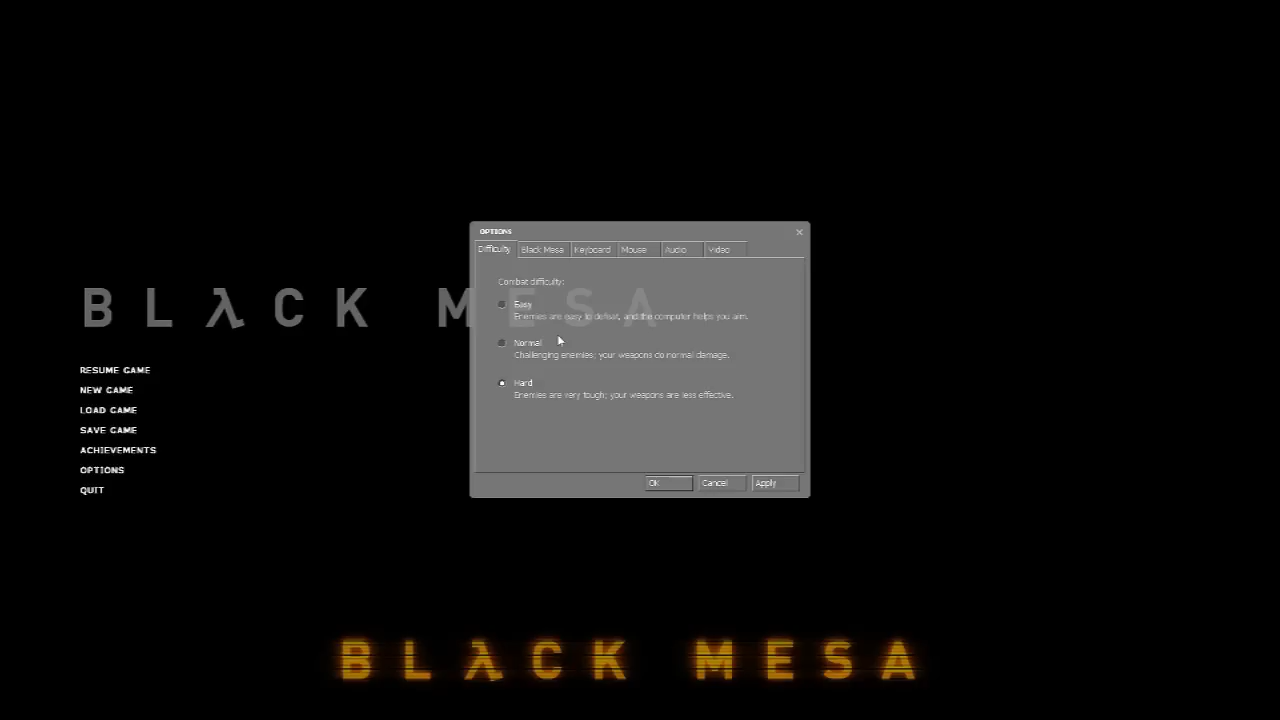 OPTIONS
Difficulty Black Mesa Keyboard Mouse Audio Video
Combat difficulty:
BLλCK MESA
Easy
Enemies are easy to defeat, and the computer helps you aim.
Normal
Challenging enemies; your weapons do normal damage.
Hard
Enemies are very tough; your weapons are less effective.
RESUME GAME
NEW GAME
LOAD GAME
SAVE GAME
ACHIEVEMENTS
OPTIONS
QUIT
OK Cancel Apply
BLλCK MESA